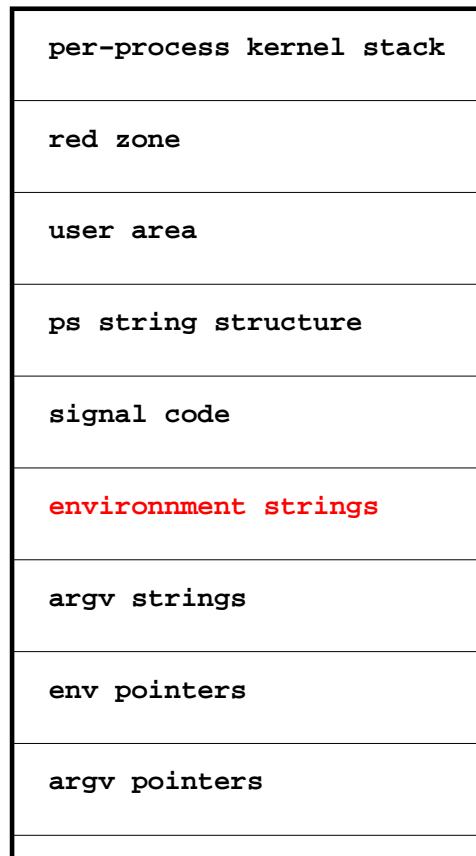 per-process kernel stack
red zone
user area
ps string structure
signal code
environnment strings
argv strings
env pointers
argv pointers